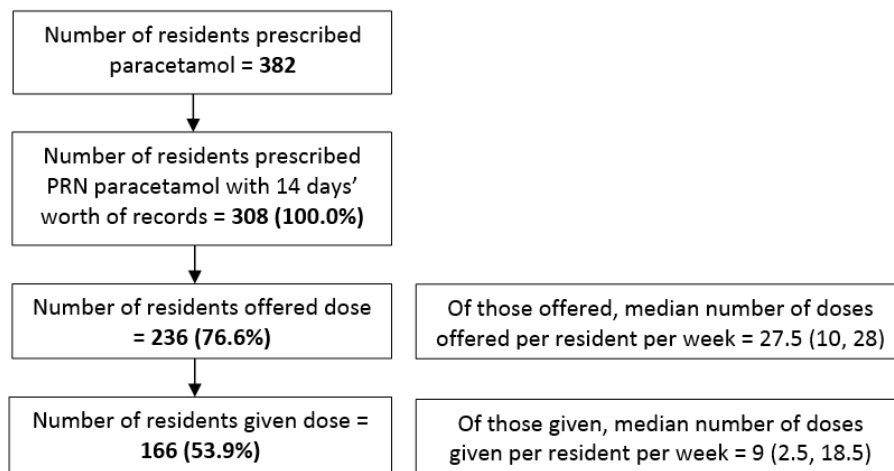 Number of residents prescribed
paracetamol = 382
Number of residents prescribed
PRN paracetamol with 14 days’
worth of records = 308 (100.0%)
Number of residents offered dose
= 236 (76.6%)
Of those offered, median number of doses
offered per resident per week = 27.5 (10, 28)
Number of residents given dose =
166 (53.9%)
Of those given, median number of doses
given per resident per week = 9 (2.5, 18.5)